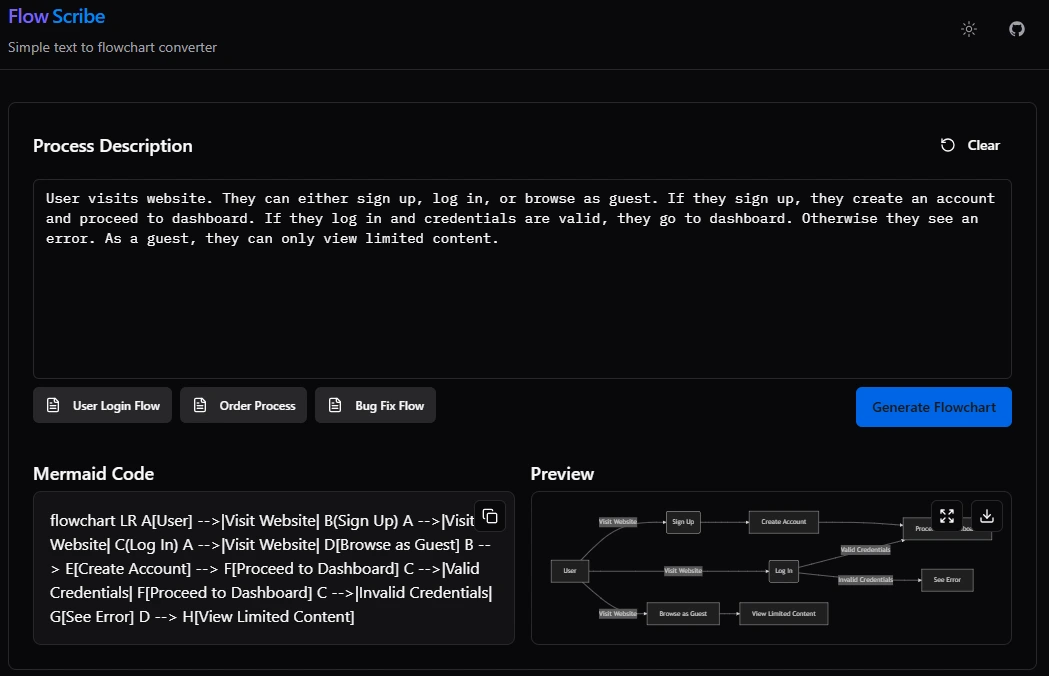 Flow Scribe
Simple text to flowchart converter
Process Description
Clear
User visits website. They can either sign up, log in, or browse as guest. If they sign up, they create an account
and proceed to dashboard. If they log in and credentials are valid, they go to dashboard. Otherwise they see an
error. As a guest, they can only view limited content.
User Login Flow
Order Process
Bug Fix Flow
Generate Flowchart
Mermaid Code
flowchart LR A[User] -->|Visit Website| B(Sign Up) A -->|Visit
Website| C(Log In) A -->|Visit Website| D[Browse as Guest] B --
> E[Create Account] --> F[Proceed to Dashboard] C -->|Valid
Credentials| F[Proceed to Dashboard] C -->|Invalid Credentials|
G[See Error] D --> H[View Limited Content]
Preview
Visit Website
Sign Up
Create Account
Valid Credentials
User
Visit Website
Log In
Invalid Credentials
See Error
Visit Website
Browse as Guest
View Limited Content